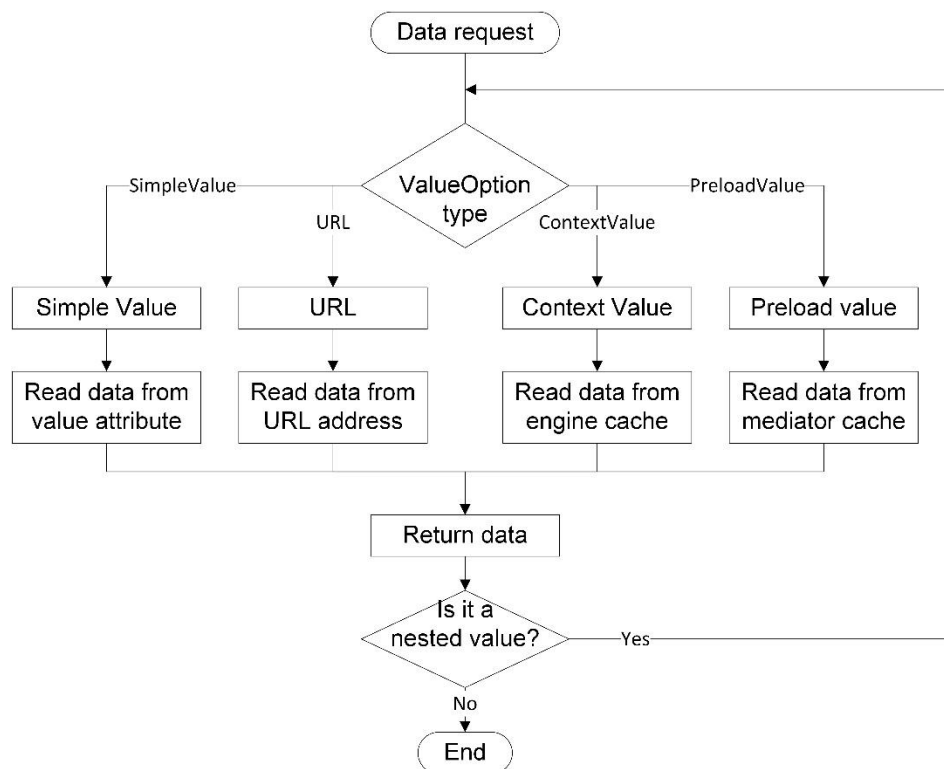 Data request
ValueOption
type
SimpleValue
URL
ContextValue
PreloadValue
Simple Value
URL
Context Value
Preload value
Read data from
value attribute
Read data from
URL address
Read data from
engine cache
Read data from
mediator cache
Return data
Is it a
nested value?
Yes
No
End